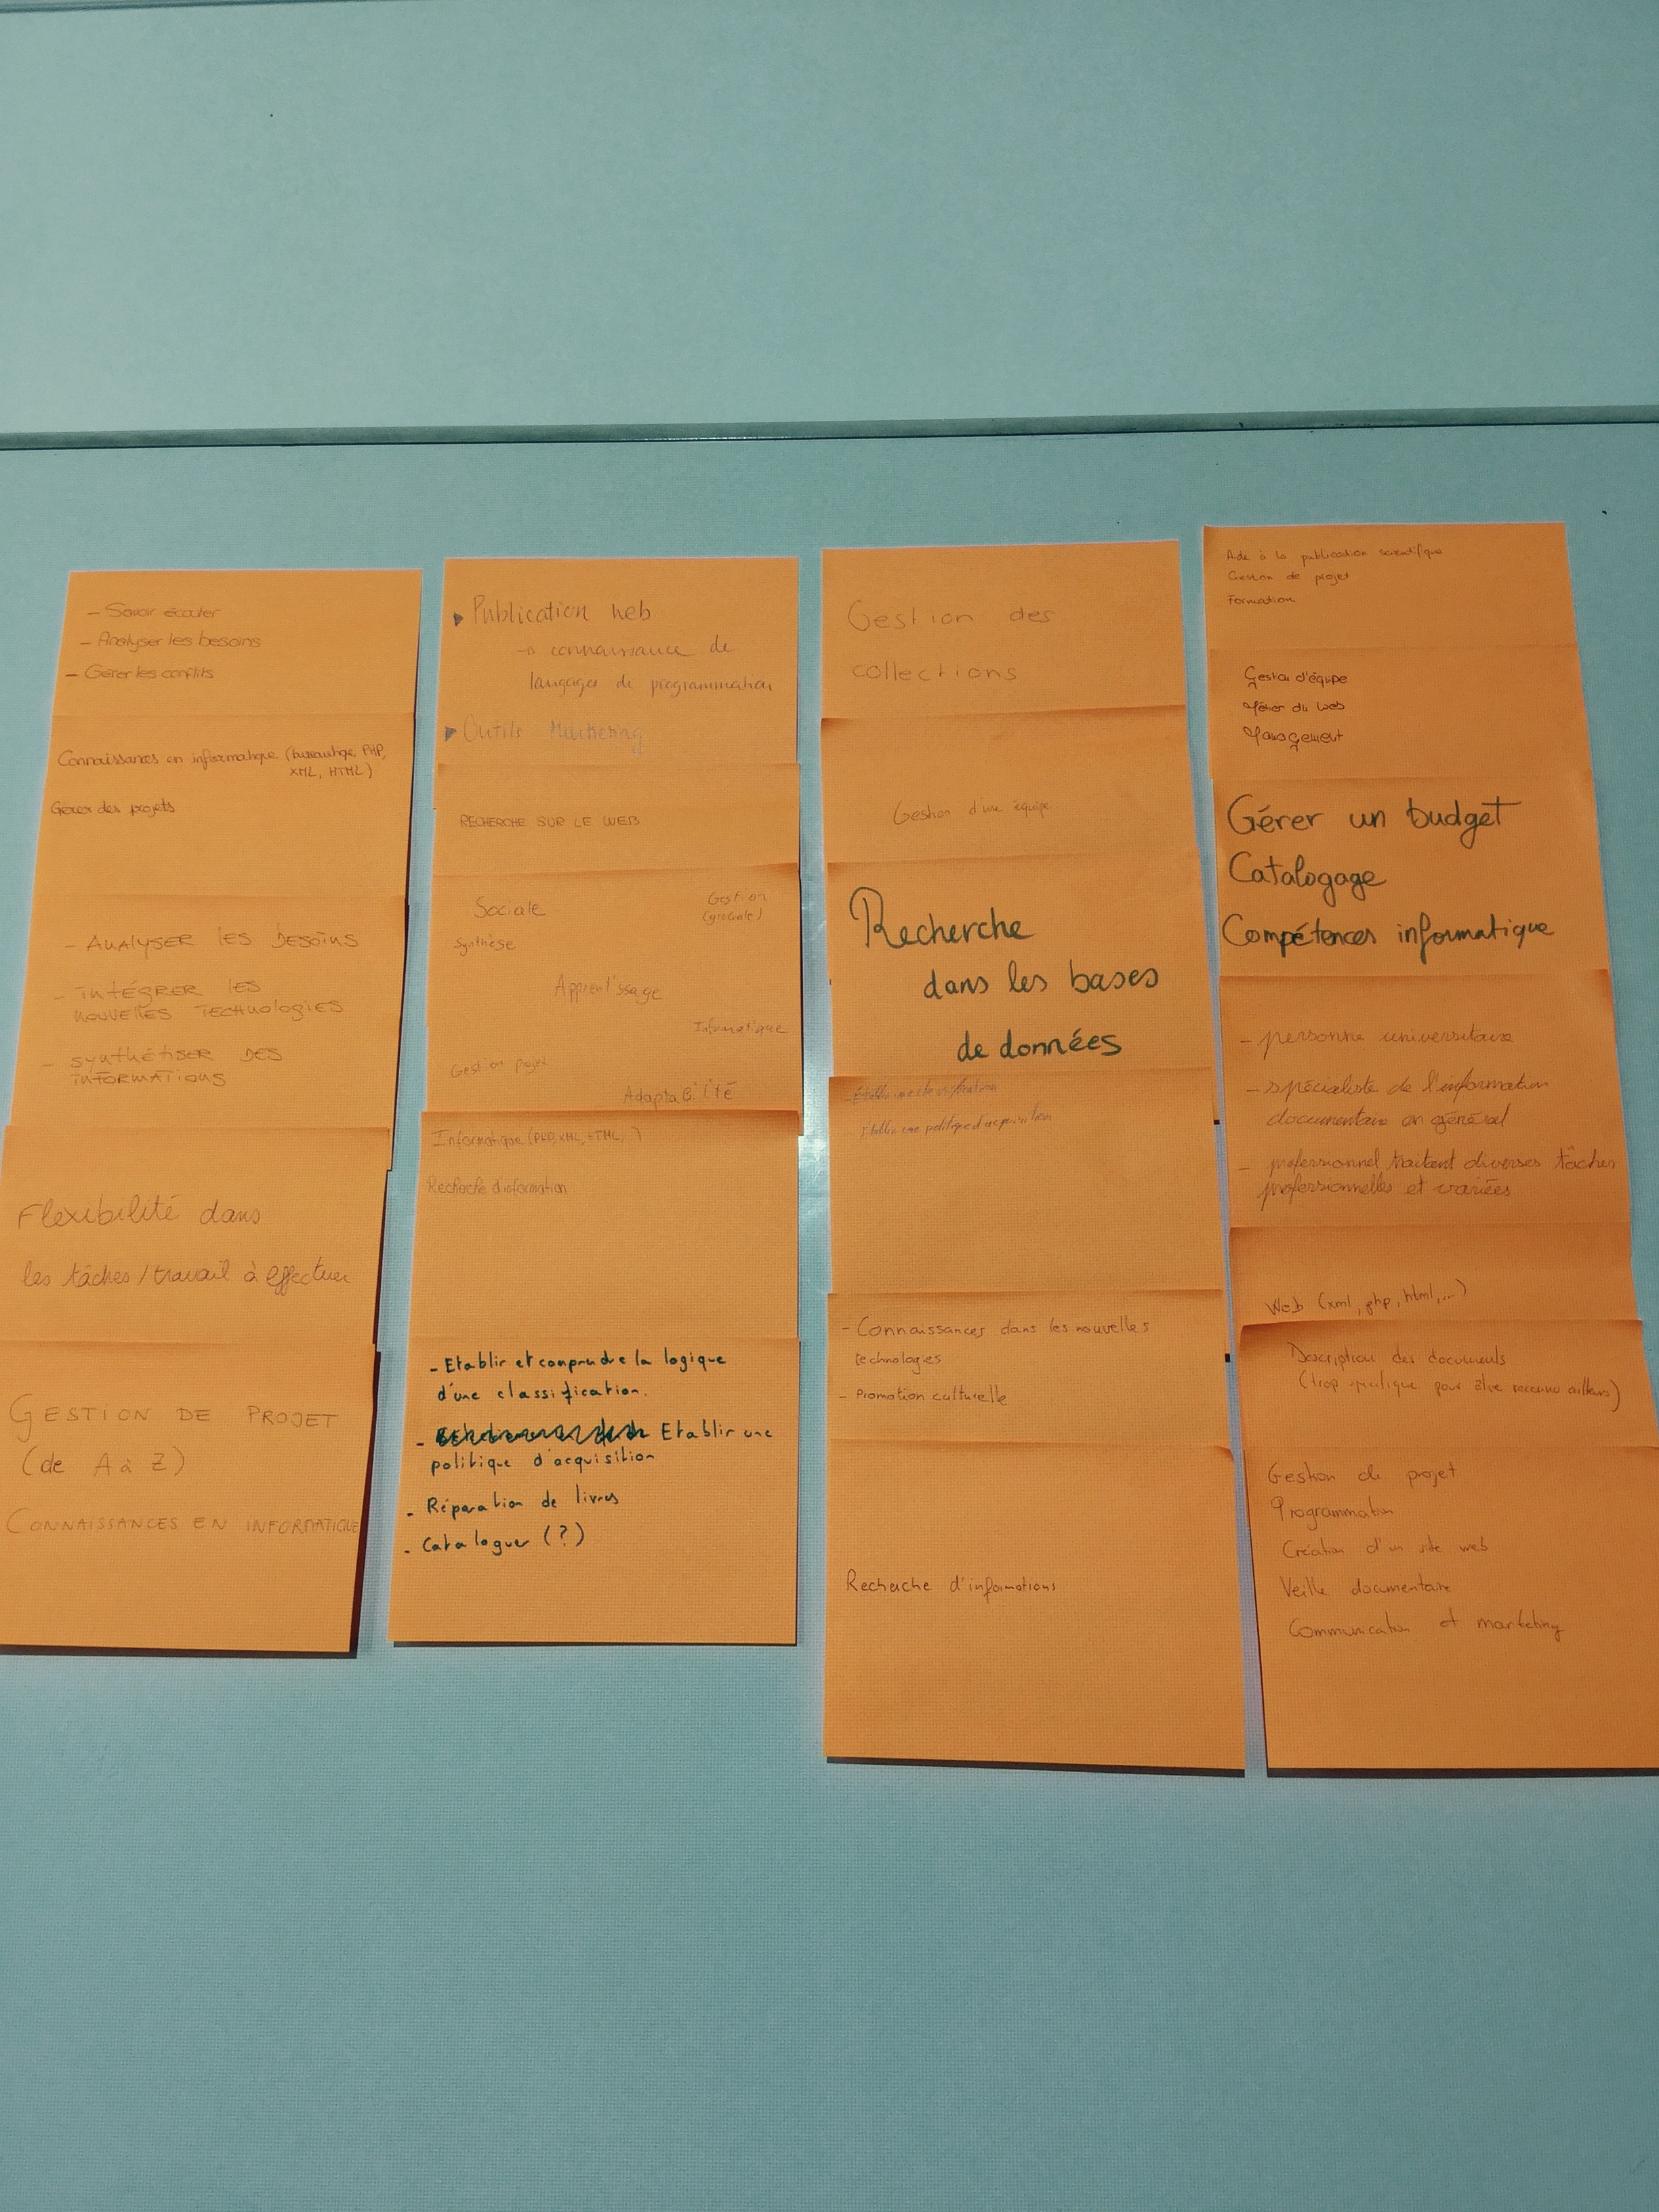 - Savoir écouter
- Analyser les besoins
- Gérer les conflits
Connaissances en informatique (bureautique, PHP,
XML, HTML)
Gérer des projets
- ANALYSER LES BESOINS
- INTÉGRER LES
NOUVELLES TECHNOLOGIES
- SYNTHÉTISER DES
INFORMATIONS
Flexibilité dans
les tâches / travail à effectuer
GESTION DE PROJET
(de A à Z)
CONNAISSANCES EN INFORMATIQUE
Publication web
→ connaissance de
langages de programmation
Outils Marketing
RECHERCHE SUR LE WEB
Sociale
Gestion
(générale)
Synthèse
Apprentissage
Informatique
Gestion projet
Adaptabilité
Informatique (PHP, XML, HTML, )
Recherche d'information
- Etablir et comprendre la logique
d'une classification.
- Etablir une
politique d'acquisition
- Réparation de livres
- Cataloguer (?)
Gestion des
collections
Gestion d'une équipe
Recherche
dans les bases
de données
- Établir une classification
Etablir une politique d'acquisition
- Connaissances dans les nouvelles
technologies
- Promotion culturelle
Recherche d'informations
Aide à la publication scientifique
Gestion de projet
Formation
Gestion d'équipe
Métier du Web
Management
Gérer un budget
Catalogage
Compétences informatique
- personne universitaire
- spécialiste de l'information
documentaire en général
- professionnel traitant diverses tâches
professionnelles et variées
Web (xml, php, html, ...)
Description des documents
(trop spécifique pour être reconnu ailleurs)
Gestion de projet
Programmation
Création d'un site web
Veille documentaire
Communication et marketing